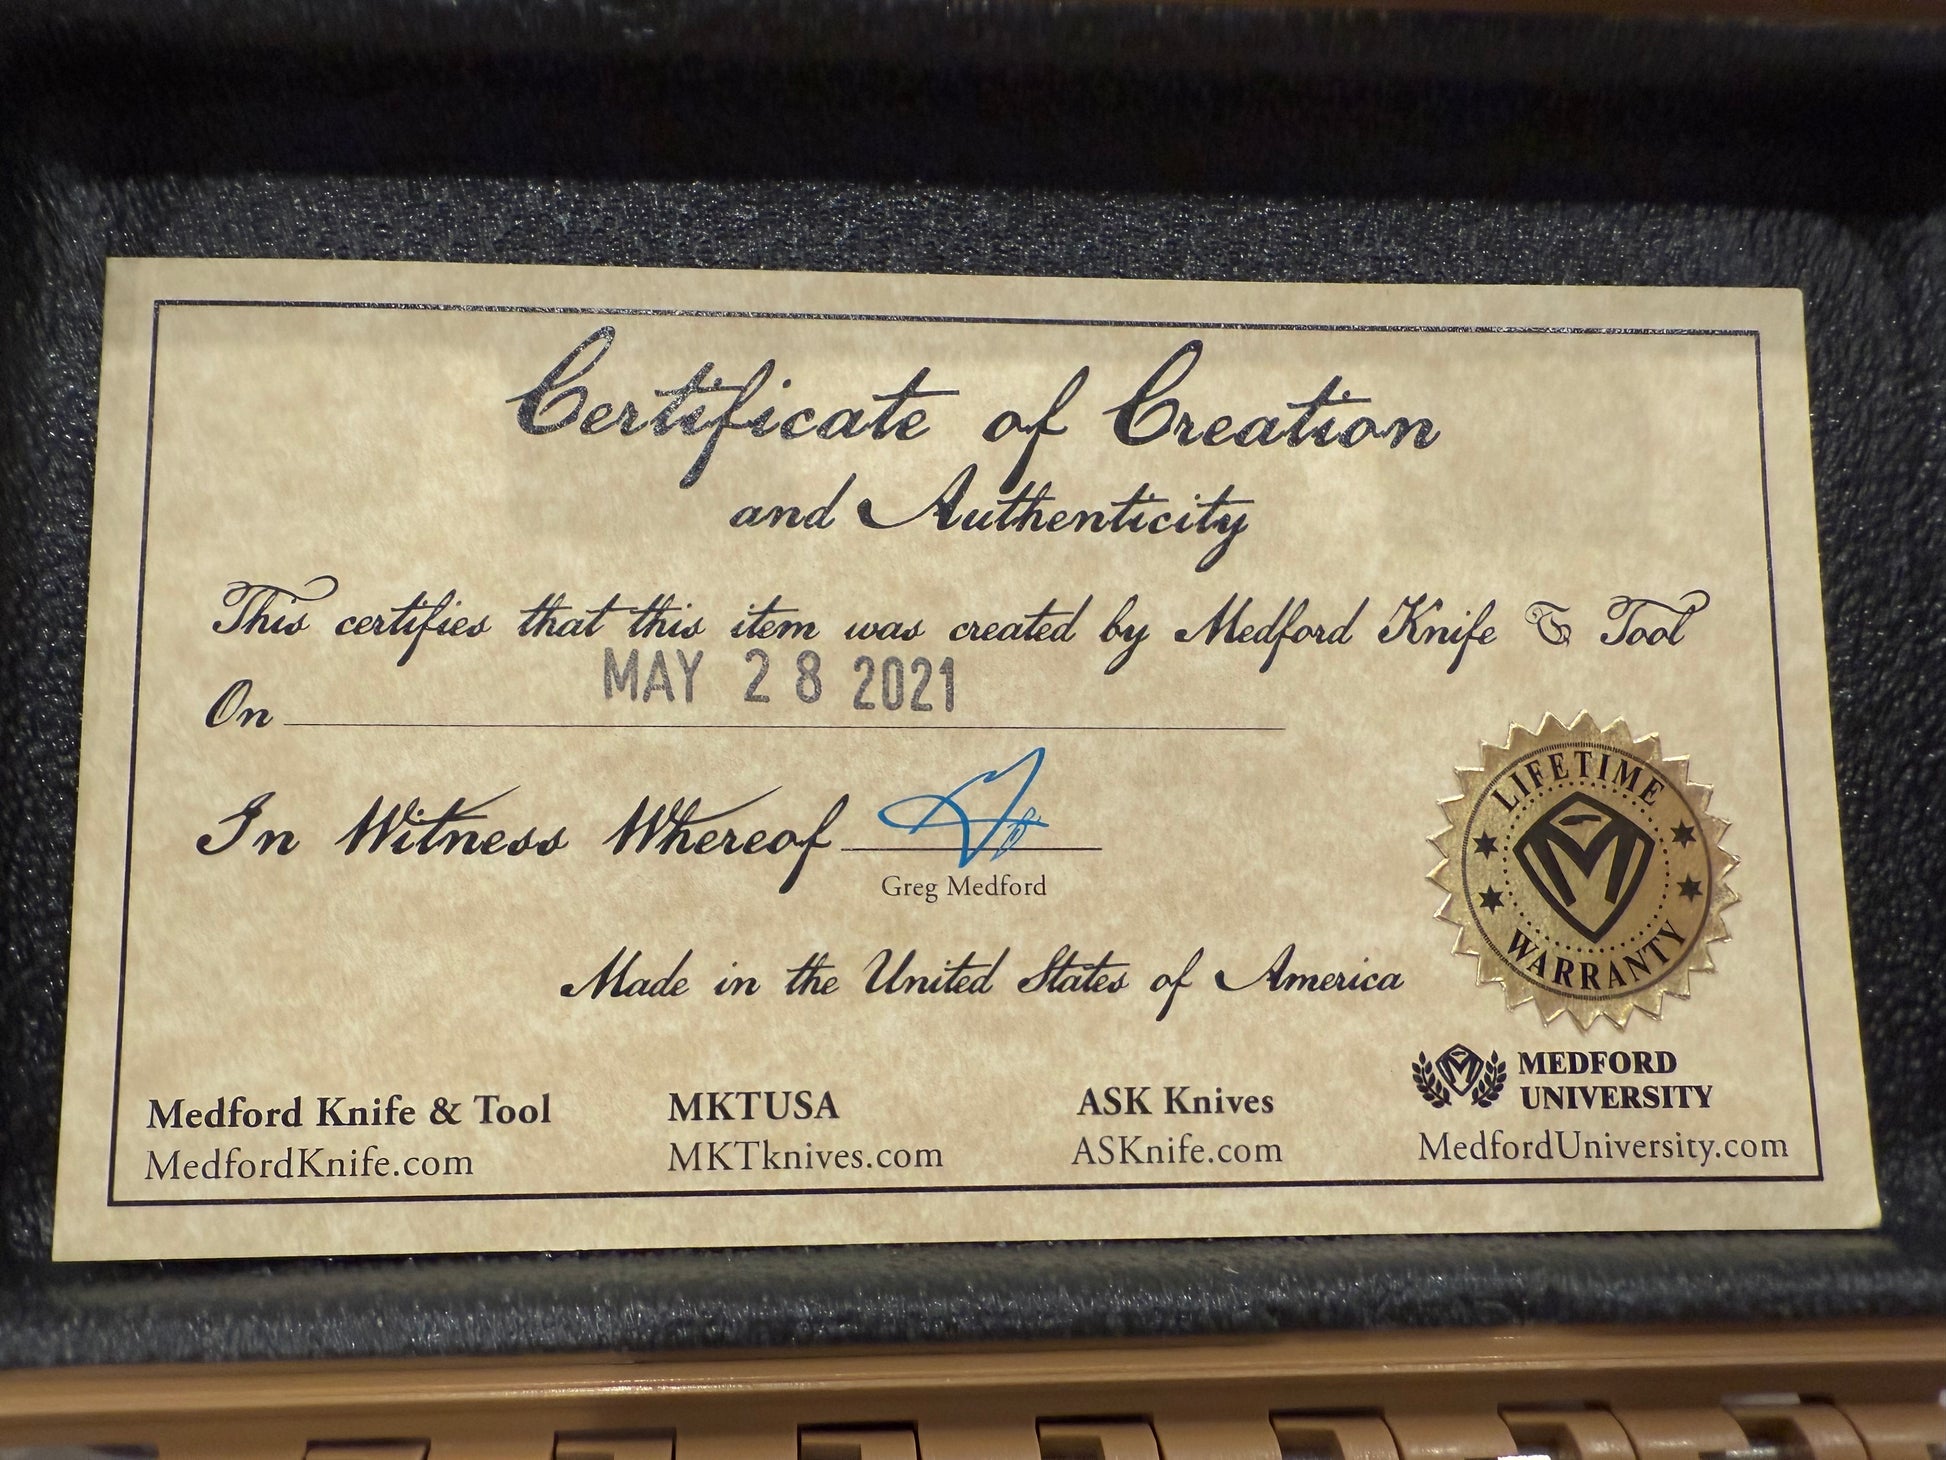 Certificate of Creation
and Authenticity
This certifies that this item was created by Medford Knife & Tool
On MAY 28 2021
In Witness Whereof
Greg Medford
Made in the United States of America
LIFETIME
M
WARRANTY
Medford Knife & Tool
MedfordKnife.com
MKTUSA
MKTknives.com
ASK Knives
ASKnife.com
M MEDFORD
UNIVERSITY
MedfordUniversity.com